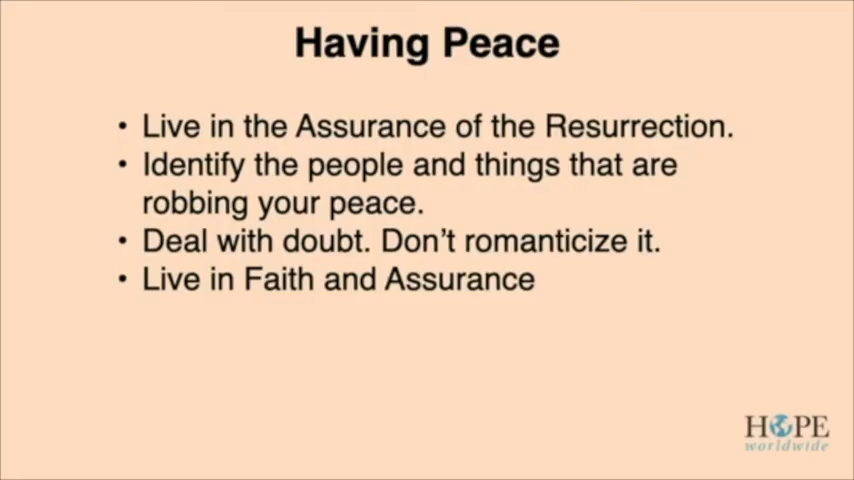 Having Peace
• Live in the Assurance of the Resurrection.
• Identify the people and things that are
robbing your peace.
• Deal with doubt. Don’t romanticize it.
• Live in Faith and Assurance
HOPE
worldwide